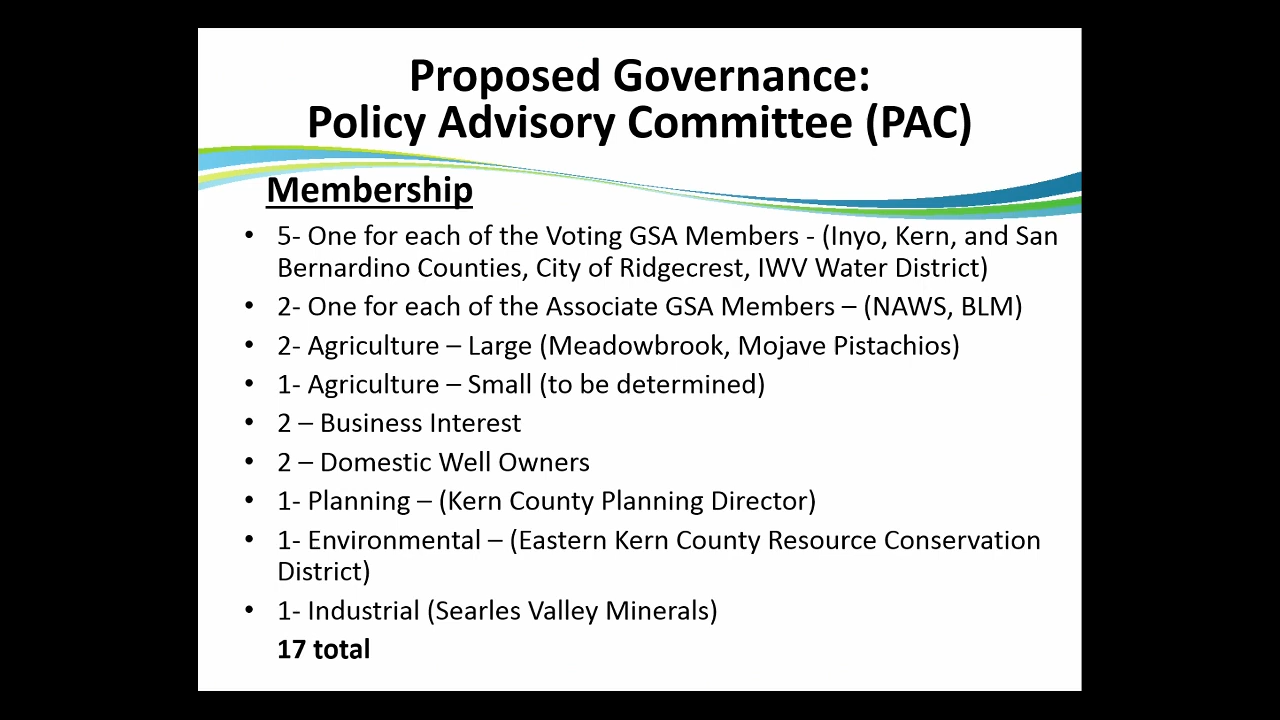 Proposed Governance:
Policy Advisory Committee (PAC)
Membership
• 5- One for each of the Voting GSA Members - (Inyo, Kern, and San
Bernardino Counties, City of Ridgecrest, IWV Water District)
• 2- One for each of the Associate GSA Members – (NAWS, BLM)
• 2- Agriculture – Large (Meadowbrook, Mojave Pistachios)
• 1- Agriculture – Small (to be determined)
• 2 – Business Interest
• 2 – Domestic Well Owners
• 1- Planning – (Kern County Planning Director)
• 1- Environmental – (Eastern Kern County Resource Conservation
District)
• 1- Industrial (Searles Valley Minerals)
17 total